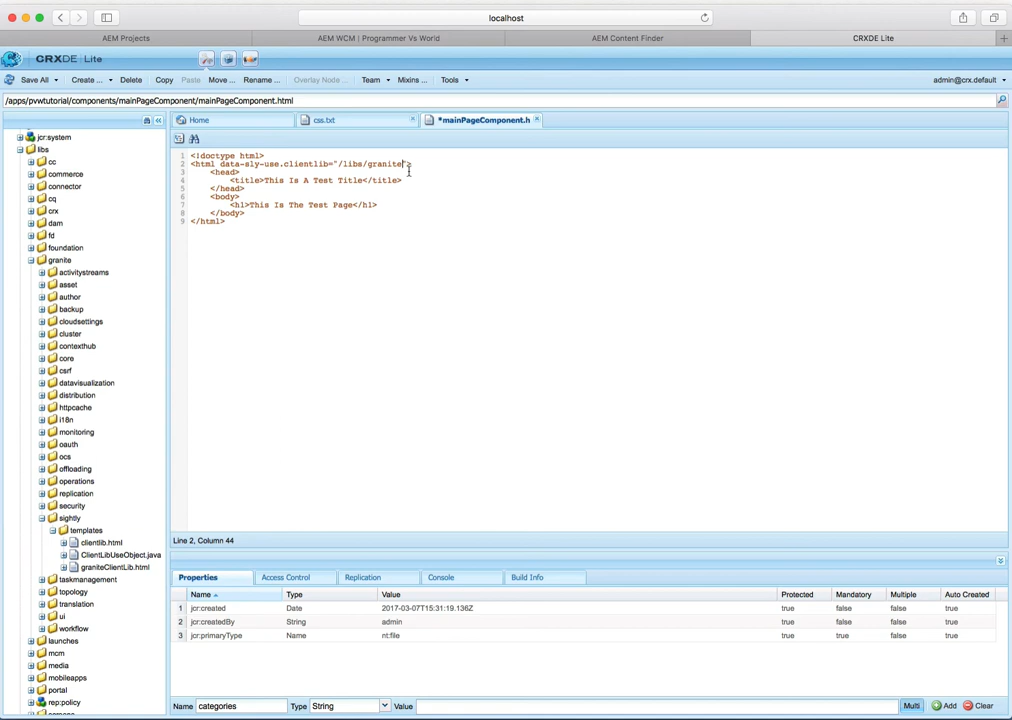 localhost
AEM Projects
AEM WCM | Programmer Vs World
AEM Content Finder
CRXDE Lite
CRXDE | Lite
Save All
Create ...
Delete
Copy
Paste
Move ...
Rename ...
Overlay Node ...
Team
Mixins ...
Tools
admin@crx.default
/apps/pvwtutorial/components/mainPageComponent/mainPageComponent.html
Home
css.txt
*mainPageComponent.h
jcr:system
libs
cc
commerce
connector
cq
crx
dam
fd
foundation
granite
activitystreams
asset
author
backup
cloudsettings
cluster
contexthub
core
csrf
datavisualization
distribution
httpcache
i18n
monitoring
oauth
ocs
offloading
operations
replication
security
sightly
templates
clientlib.html
ClientLibUseObject.java
graniteClientLib.html
taskmanagement
topology
translation
ui
workflow
launches
mcm
media
mobileapps
portal
rep:policy
1 <!doctype html>
2 <html data-sly-use.clientlib="/libs/granite">
3 <head>
4 <title>This Is A Test Title</title>
5 </head>
6 <body>
7 <h1>This Is The Test Page</h1>
8 </body>
9 </html>
Line 2, Column 44
Properties
Access Control
Replication
Console
Build Info
Name Type Value Protected Mandatory Multiple Auto Created
1 jcr:created Date 2017-03-07T15:31:19.136Z true false false true
2 jcr:createdBy String admin true false false true
3 jcr:primaryType Name nt:file true true false true
Name categories Type String Value Multi Add Clear